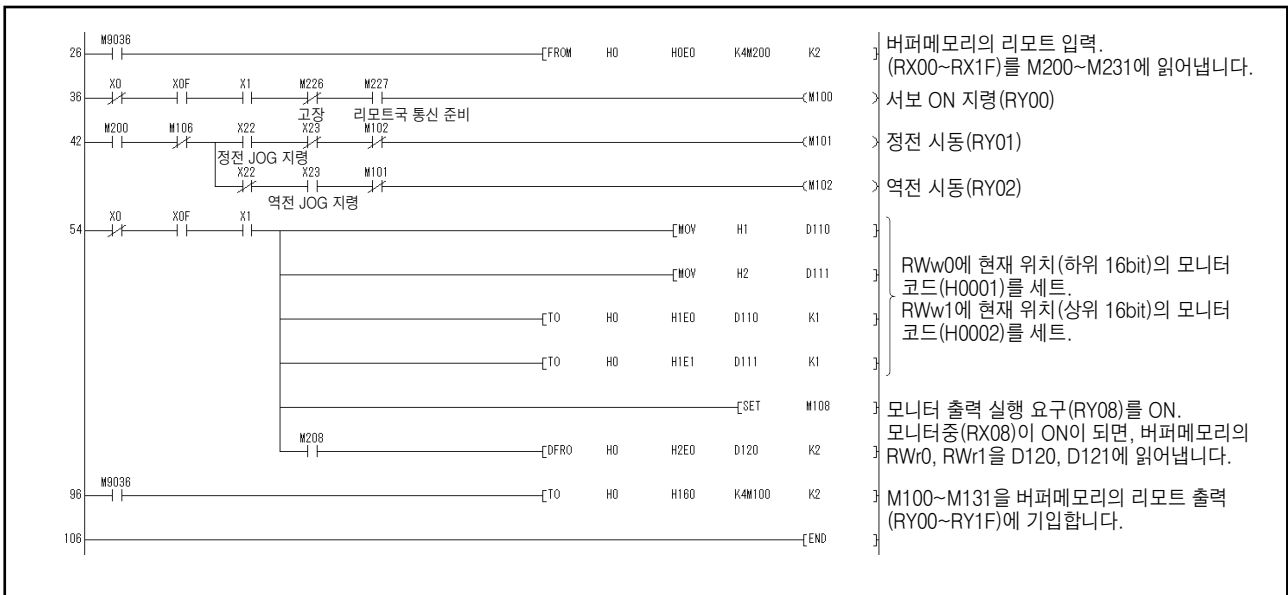 M9036
26 FROM H0 H0E0 K4M200 K2 버퍼메모리의 리모트 입력.
(RX00~RX1F)를 M200~M231에 읽어냅니다.
X0 X0F X1 M226 M227
36 M100 서보 ON 지령(RY00)
고장 리모트국 통신 준비
M200 M106 X22 X23 M102
42 M101 정전 시동(RY01)
정전 JOG 지령
X22 X23 M101
M102 역전 시동(RY02)
역전 JOG 지령
X0 X0F X1
54 MOV H1 D110
MOV H2 D111
RWw0에 현재 위치(하위 16bit)의 모니터
코드(H0001)를 세트.
RWw1에 현재 위치(상위 16bit)의 모니터
코드(H0002)를 세트.
TO H0 H1E0 D110 K1
TO H0 H1E1 D111 K1
SET M108 모니터 출력 실행 요구(RY08)를 ON.
모니터중(RX08)이 ON이 되면, 버퍼메모리의
RWr0, RWr1을 D120, D121에 읽어냅니다.
M208
DFRO H0 H2E0 D120 K2
M9036
96 TO H0 H160 K4M100 K2 M100~M131을 버퍼메모리의 리모트 출력
(RY00~RY1F)에 기입합니다.
106 END